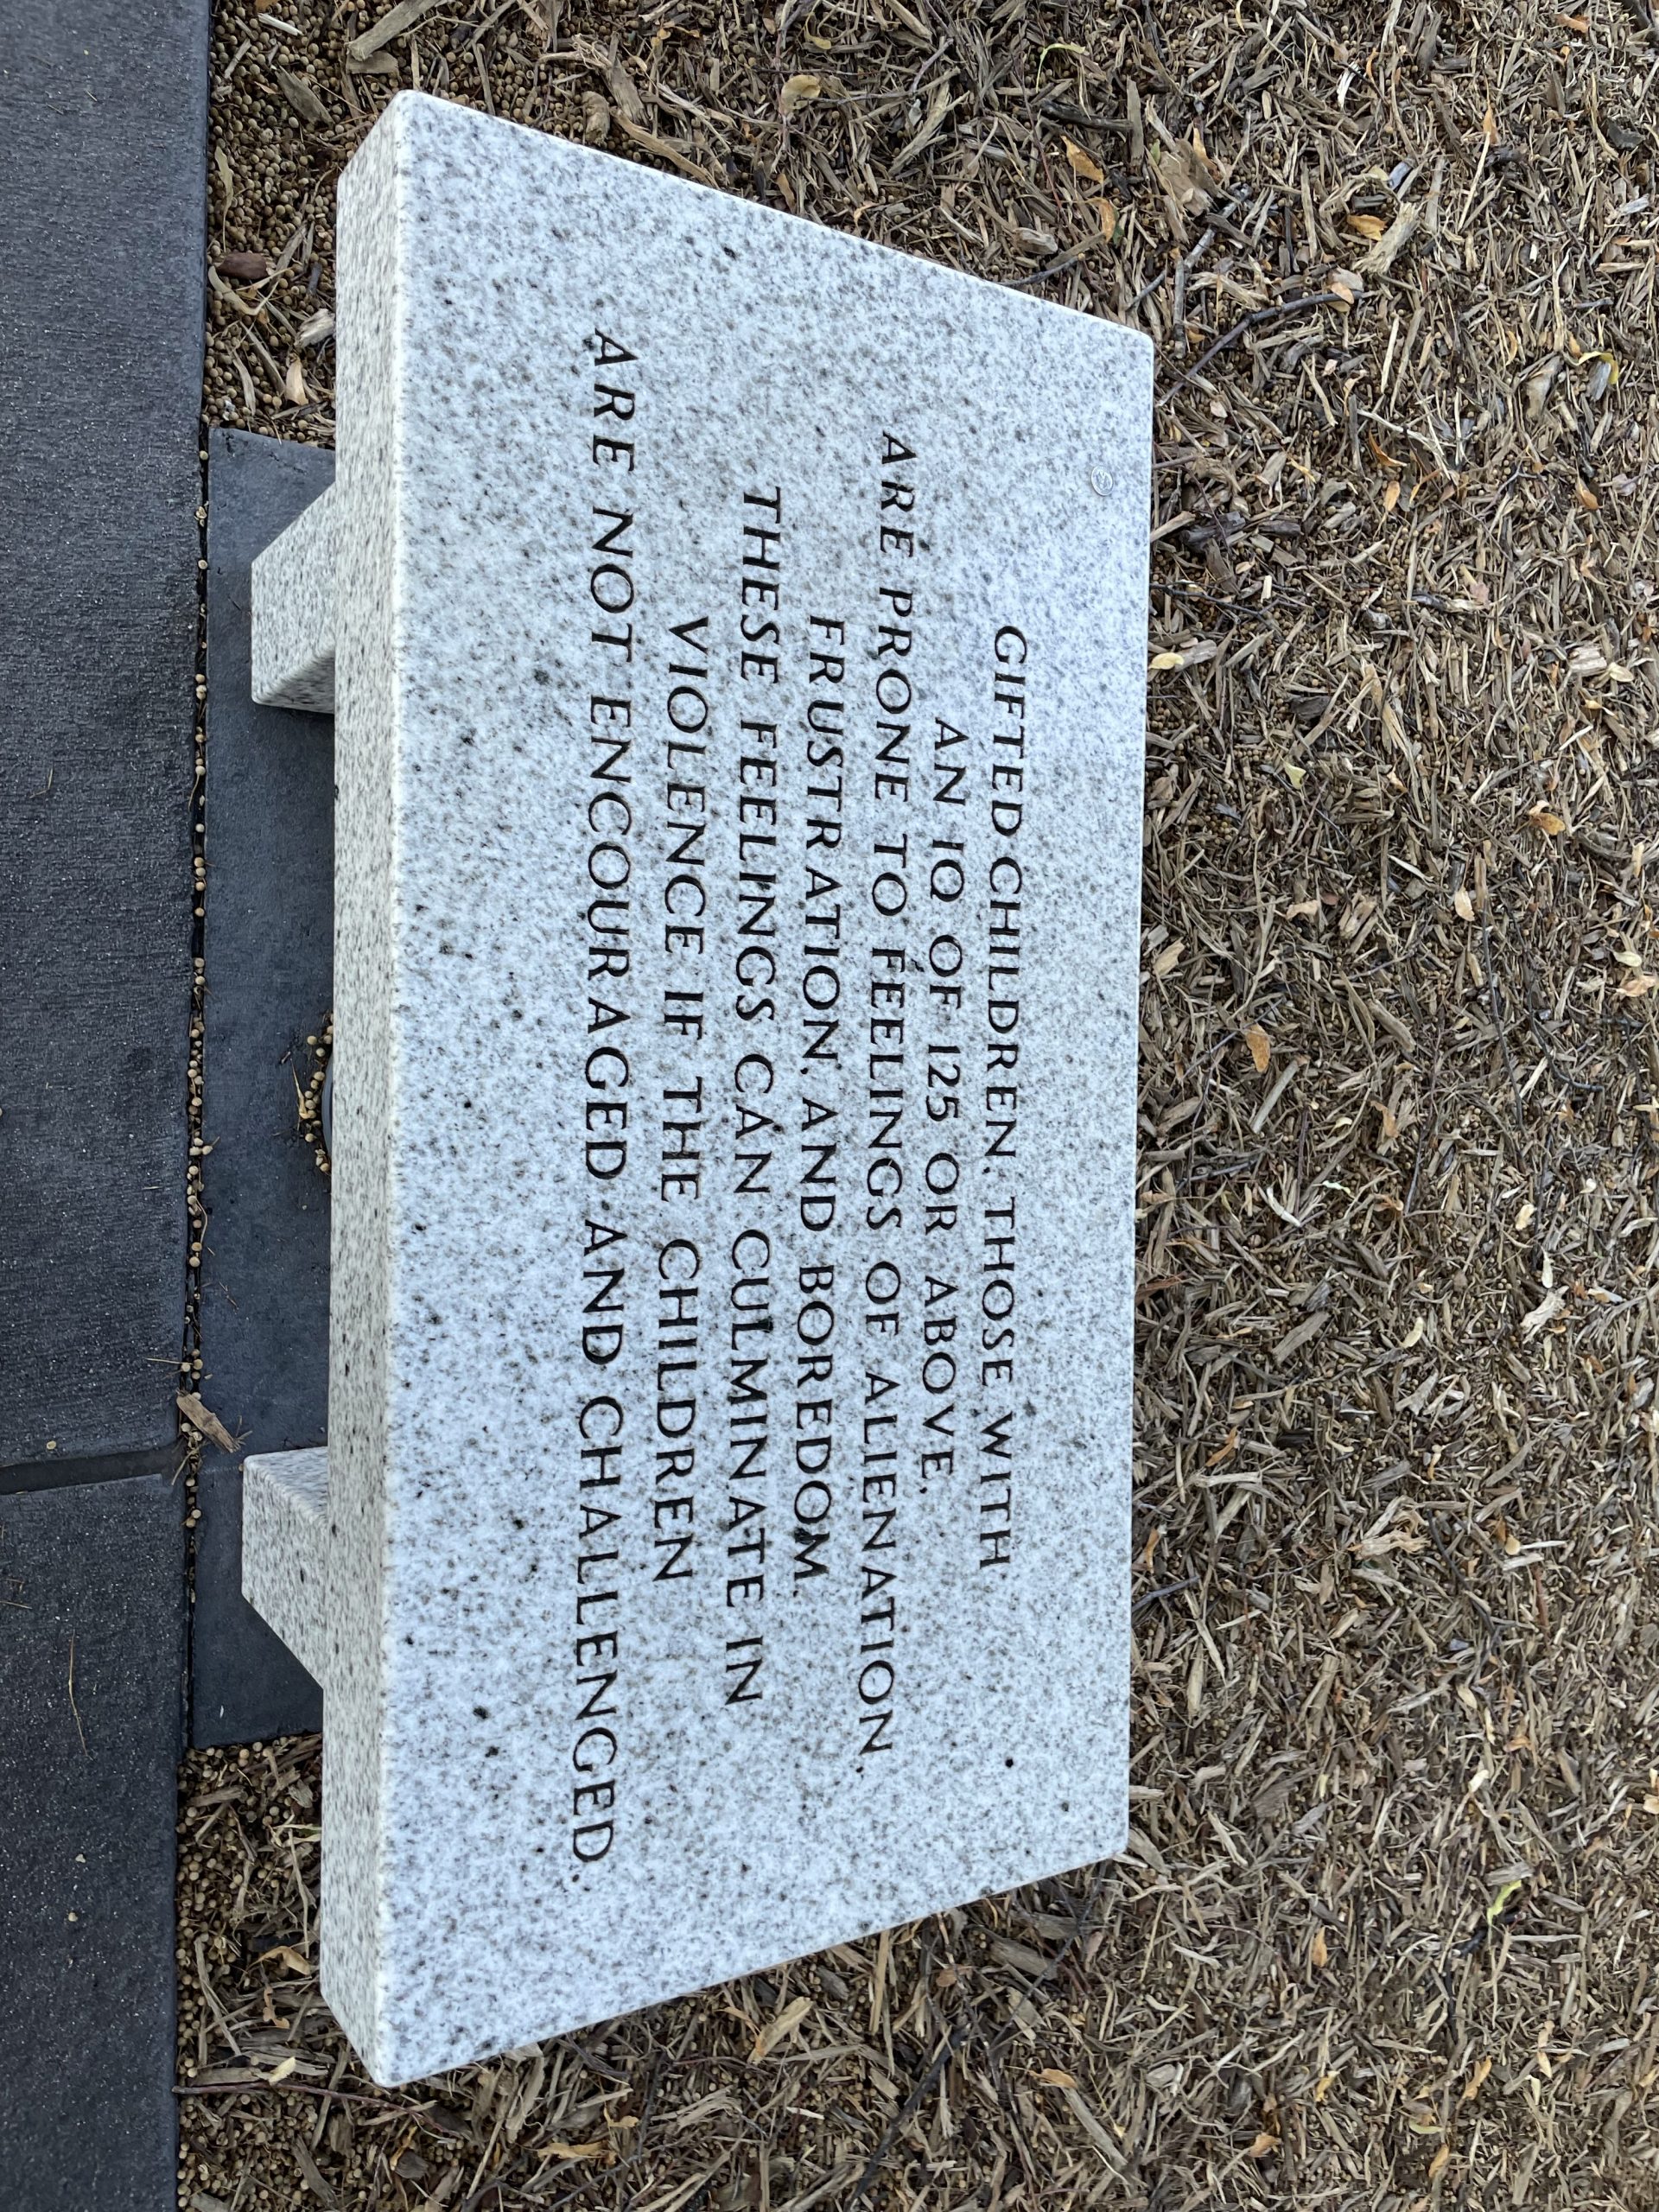 GIFTED CHILDREN, THOSE WITH
AN IQ OF 125 OR ABOVE,
ARE PRONE TO FEELINGS OF ALIENATION,
FRUSTRATION, AND BOREDOM.
THESE FEELINGS CAN CULMINATE IN
VIOLENCE IF THE CHILDREN
ARE NOT ENCOURAGED AND CHALLENGED.